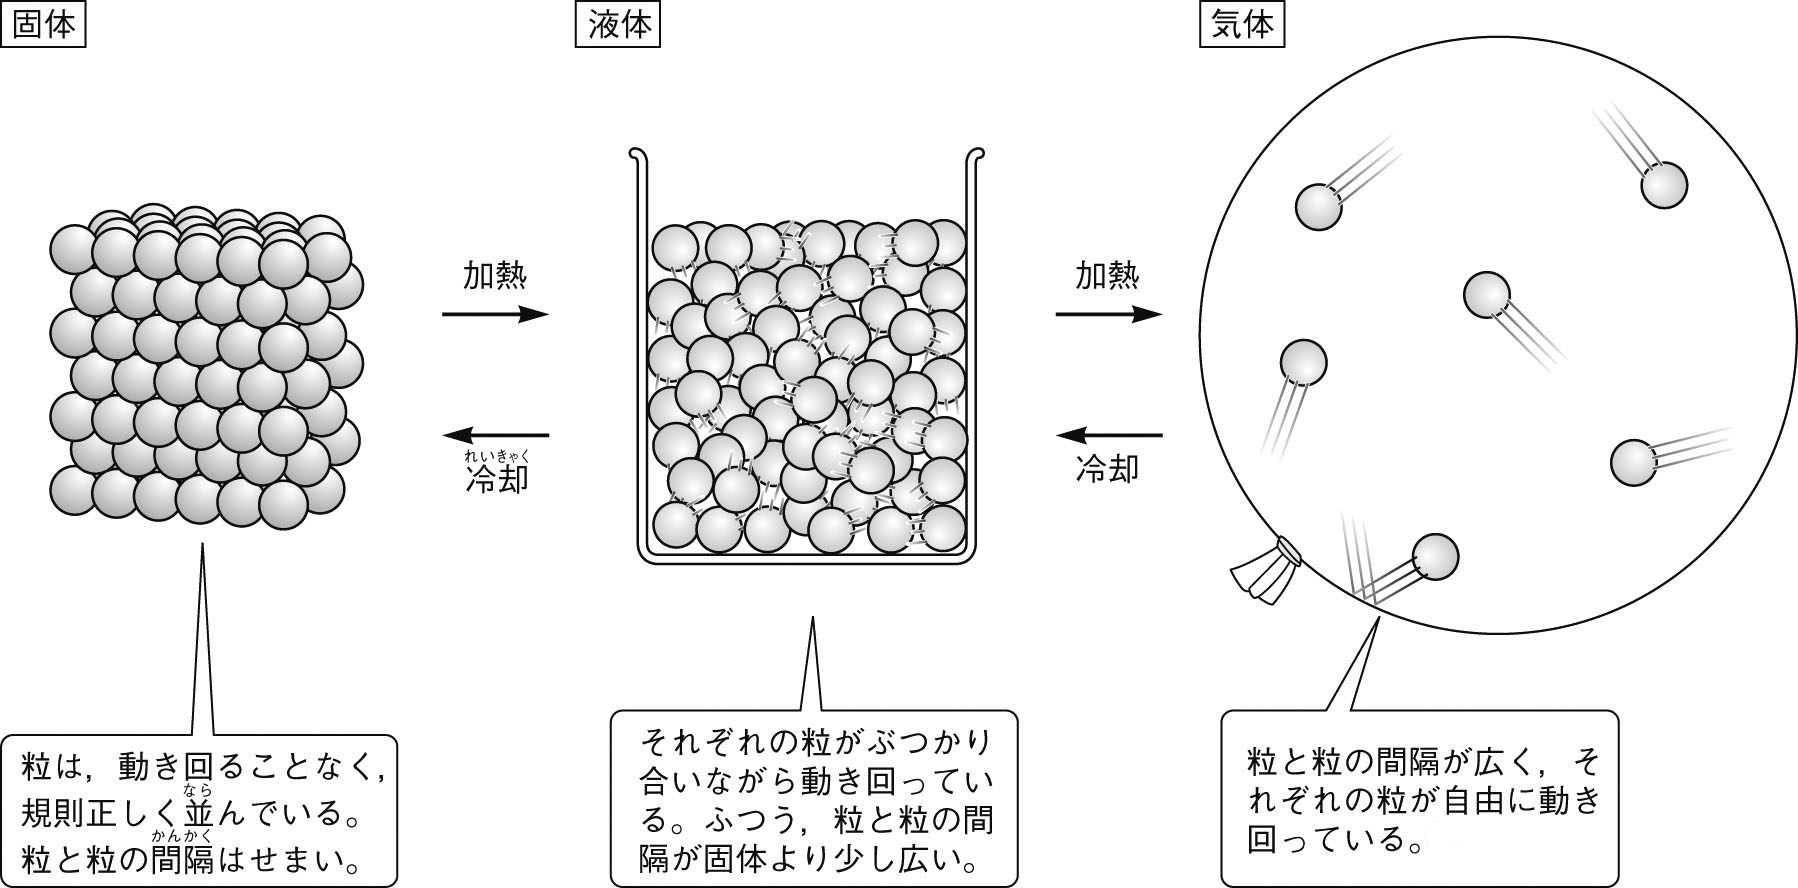 固体
液体
気体
加熱
れいきゃく
冷却
加熱
冷却
粒は，動き回ることなく，
なら
規則正しく並んでいる。
かんかく
粒と粒の間隔はせまい。
それぞれの粒がぶつかり
合いながら動き回ってい
る。ふつう，粒と粒の間
隔が固体より少し広い。
粒と粒の間隔が広く，そ
れぞれの粒が自由に動き
回っている。